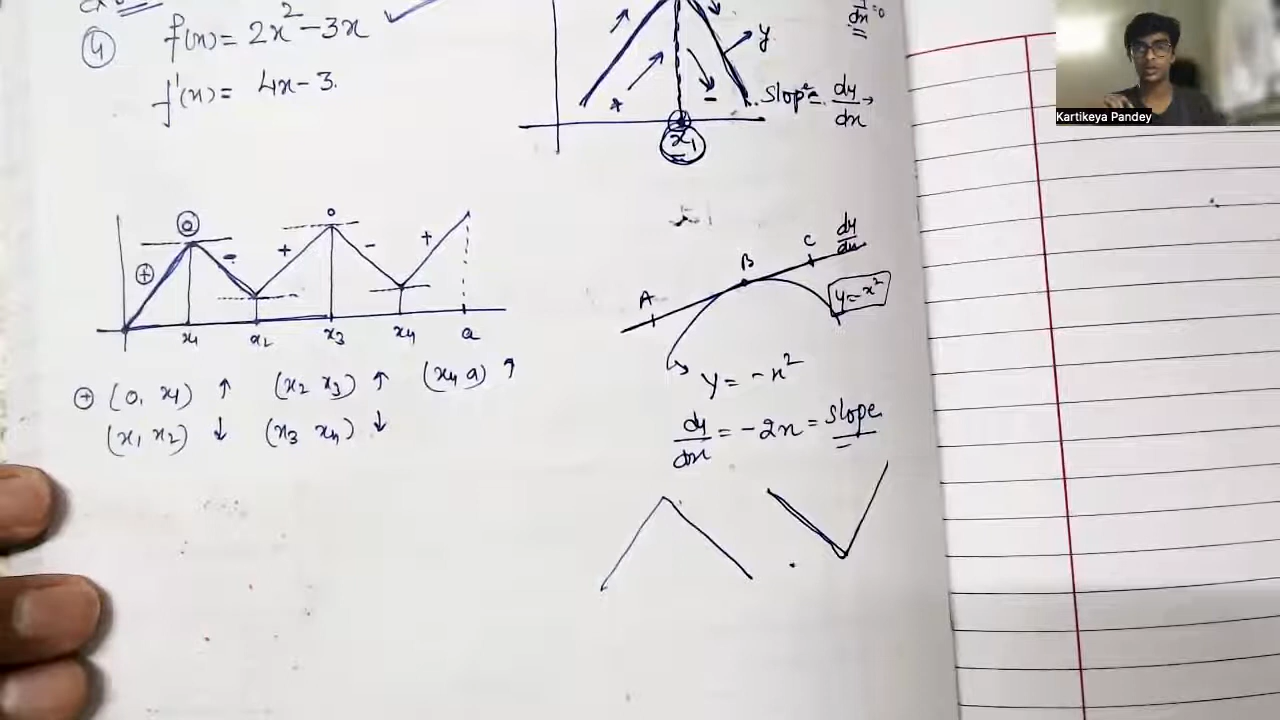 ④ f(x) = 2x² - 3x
f'(x) = 4x - 3.
+ -
y
x₁
Slope = dy/dx
dx = 0
Kartikeya Pandey
0 0
+ - + - +
x₁ x₂ x₃ x₄ a
⊕ (0, x₁) ↑ (x₂ x₃) ↑ (x₄ a) ↑
(x₁ x₂) ↓ (x₃ x₄) ↓
A B C dy/dx
y = x²
y = -x²
dy/dx = -2x = Slope